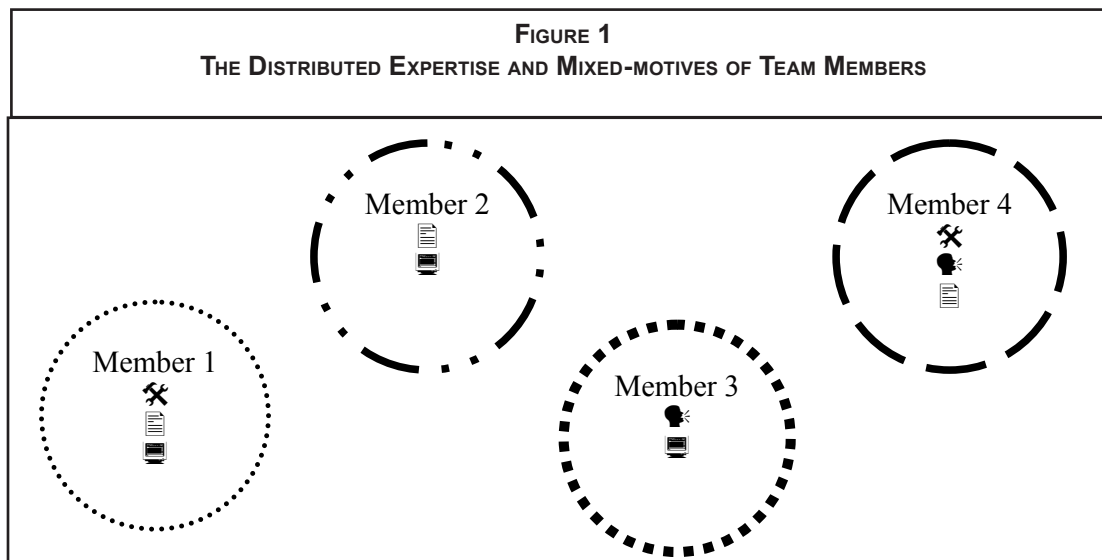 FIGURE 1
THE DISTRIBUTED EXPERTISE AND MIXED-MOTIVES OF TEAM MEMBERS
Member 2
Member 4
Member 1
Member 3